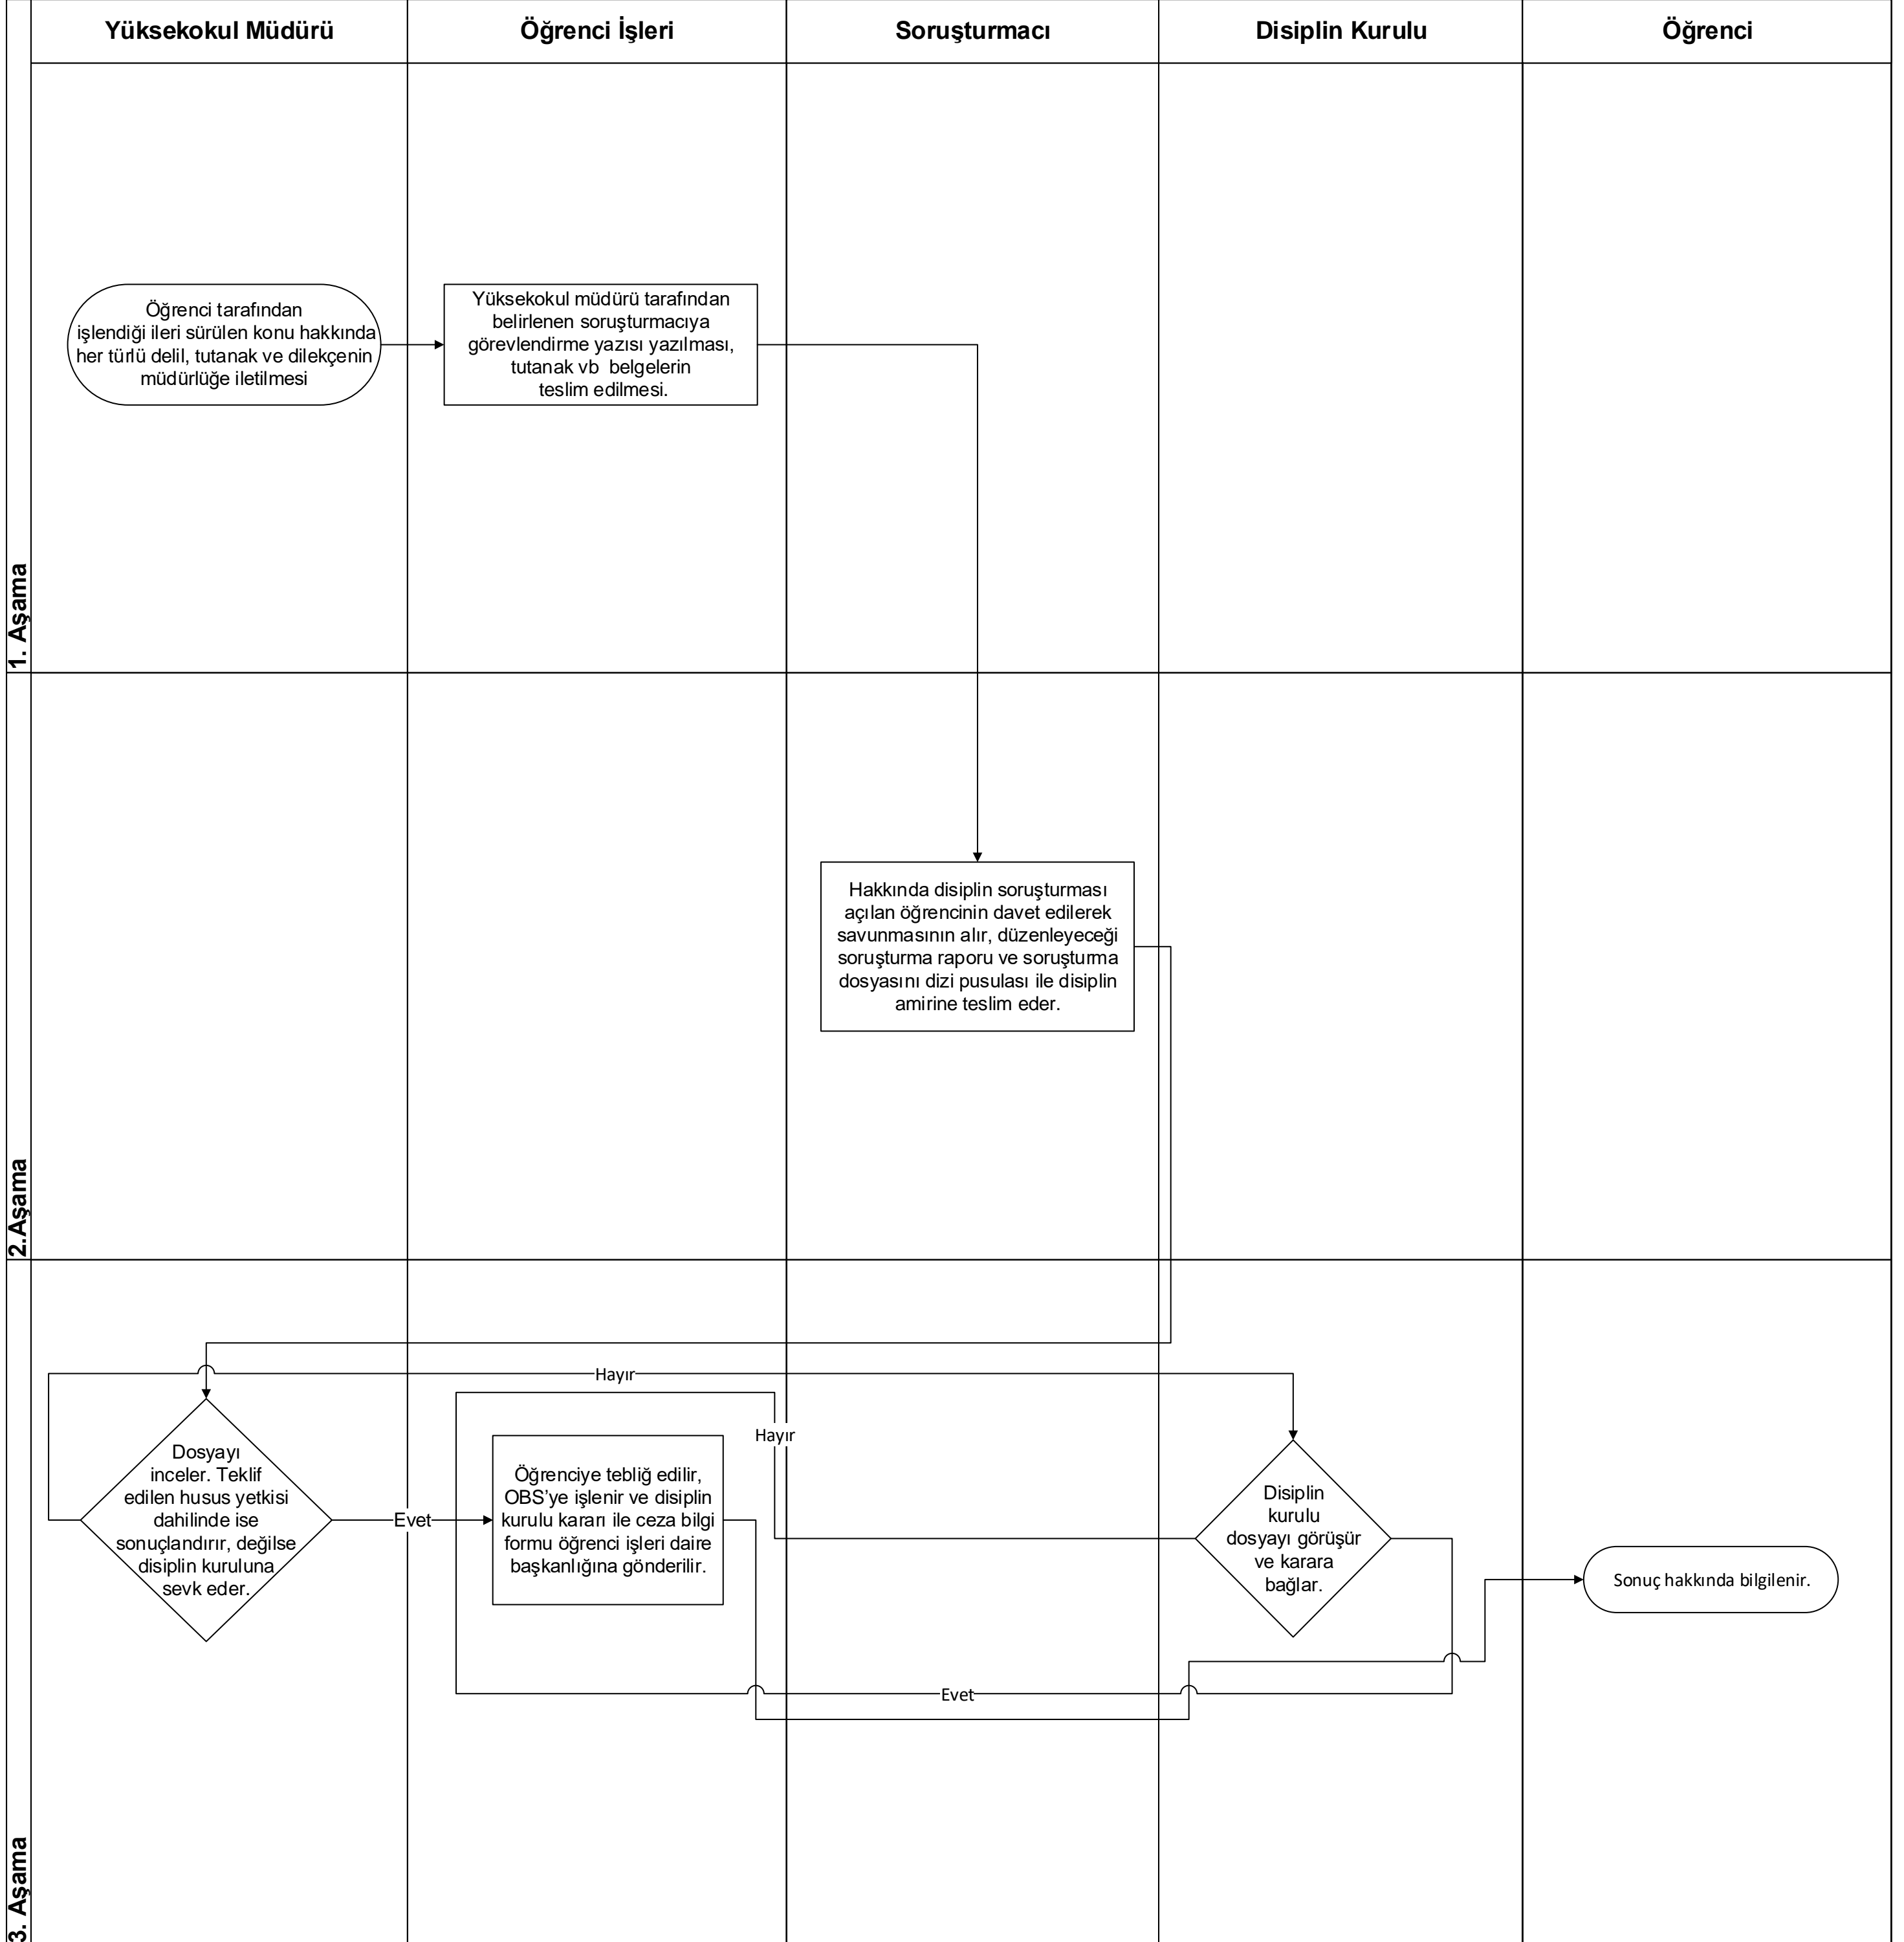 Yüksekokul Müdürü
Öğrenci İşleri
Soruşturmacı
Disiplin Kurulu
Öğrenci
1. Aşama
Öğrenci tarafından
işlendiği ileri sürülen konu hakkında
her türlü delil, tutanak ve dilekçenin
müdürlüğe iletilmesi
Yüksekokul müdürü tarafından
belirlenen soruşturmacıya
görevlendirme yazısı yazılması,
tutanak vb belgelerin
teslim edilmesi.
2.Aşama
Hakkında disiplin soruşturması
açılan öğrencinin davet edilerek
savunmasının alır, düzenleyeceği
soruşturma raporu ve soruşturma
dosyasını dizi pusulası ile disiplin
amirine teslim eder.
3. Aşama
Hayır
Dosyayı
inceler. Teklif
edilen husus yetkisi
dahilinde ise
sonuçlandırır, değilse
disiplin kuruluna
sevk eder.
Evet
Öğrenciye tebliğ edilir,
OBS’ye işlenir ve disiplin
kurulu kararı ile ceza bilgi
formu öğrenci işleri daire
başkanlığına gönderilir.
Hayır
Disiplin
kurulu
dosyayı görüşür
ve karara
bağlar.
Evet
Sonuç hakkında bilgilenir.